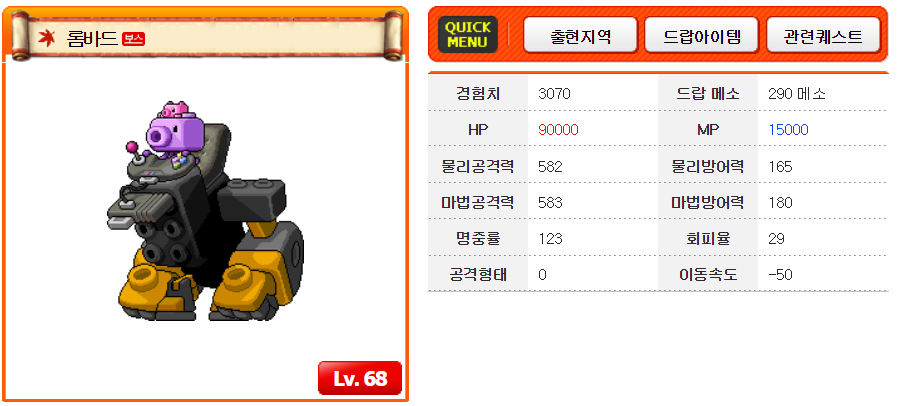 롬바드 보스
Lv. 68
QUICK MENU
출현지역
드랍아이템
관련퀘스트
경험치 3070 드랍 메소 290 메소
HP 90000 MP 15000
물리공격력 582 물리방어력 165
마법공격력 583 마법방어력 180
명중률 123 회피율 29
공격형태 0 이동속도 -50